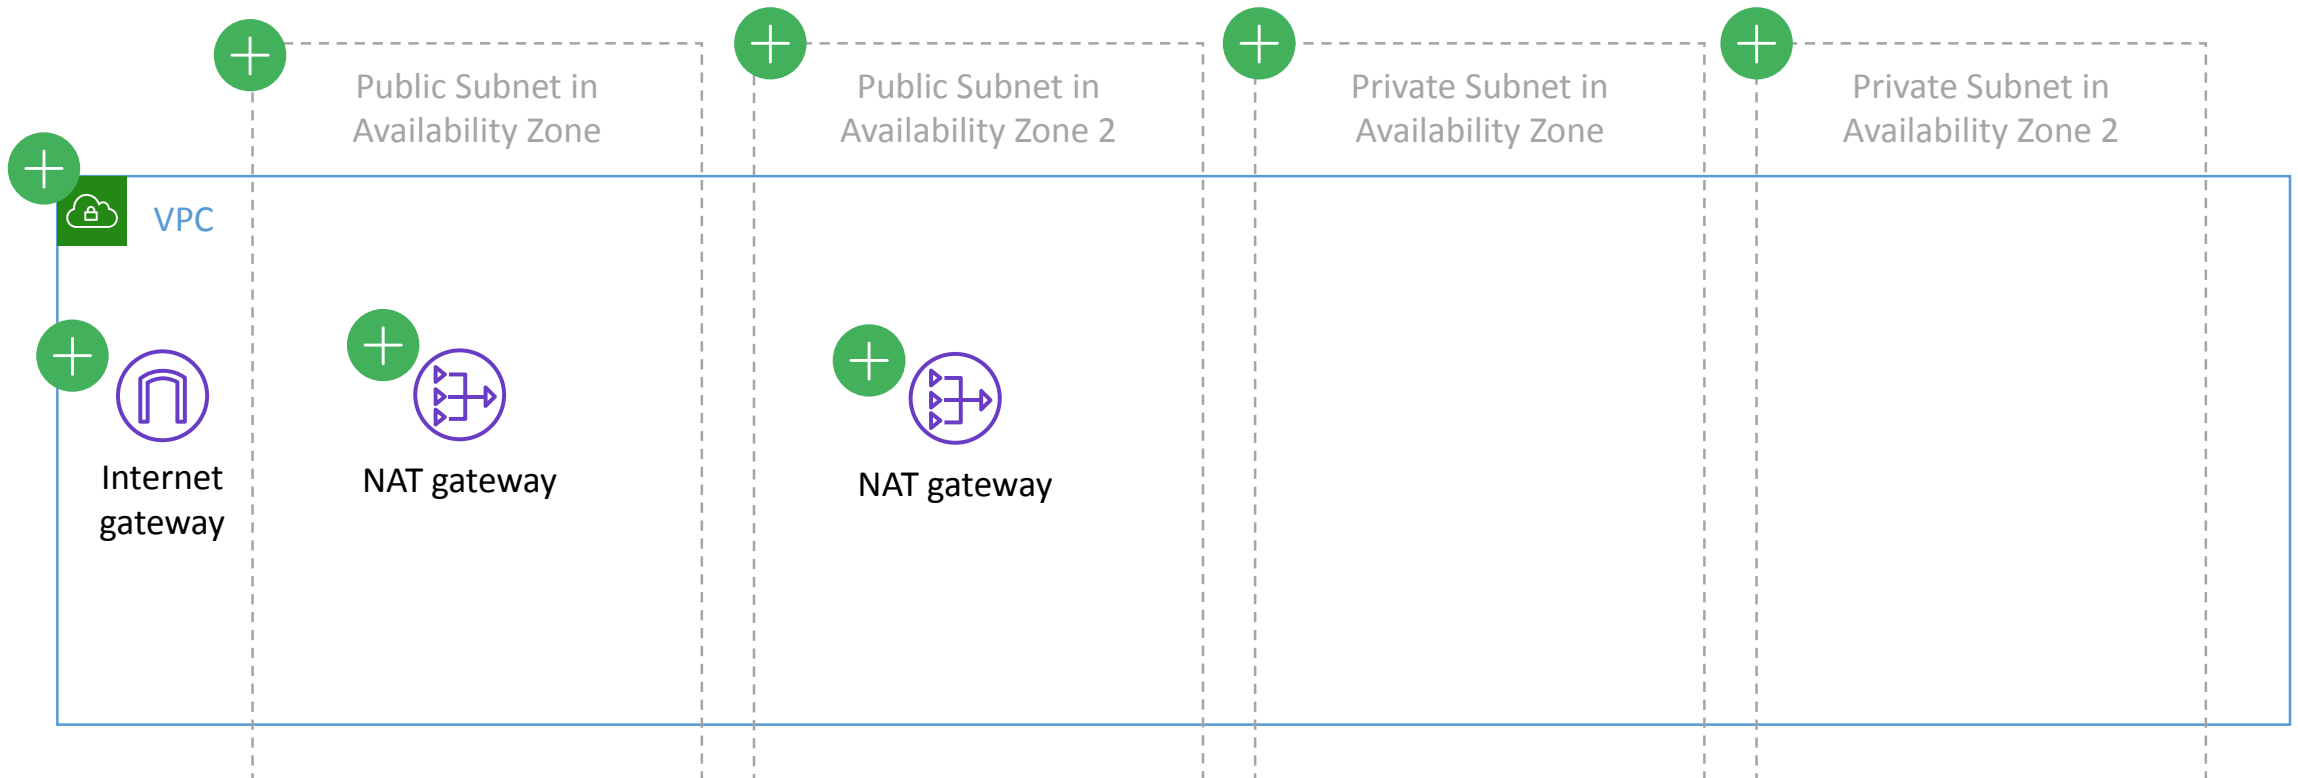 Public Subnet in
Availability Zone
Public Subnet in
Availability Zone 2
Private Subnet in
Availability Zone
Private Subnet in
Availability Zone 2
VPC
Internet
gateway
NAT gateway
NAT gateway